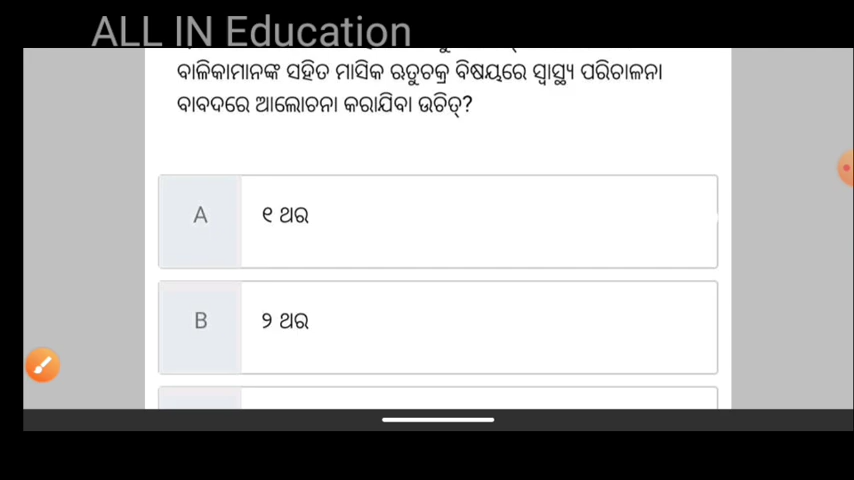 ALL IN Education
ବାଳିକାମାନଙ୍କ ସହିତ ମାସିକ ଋତୁଚକ୍ର ବିଷୟରେ ସ୍ୱାସ୍ଥ୍ୟ ପରିଚାଳନା
ବାବଦରେ ଆଲୋଚନା କରାଯିବା ଉଚିତ୍?
A ୧ ଥର
B ୨ ଥର